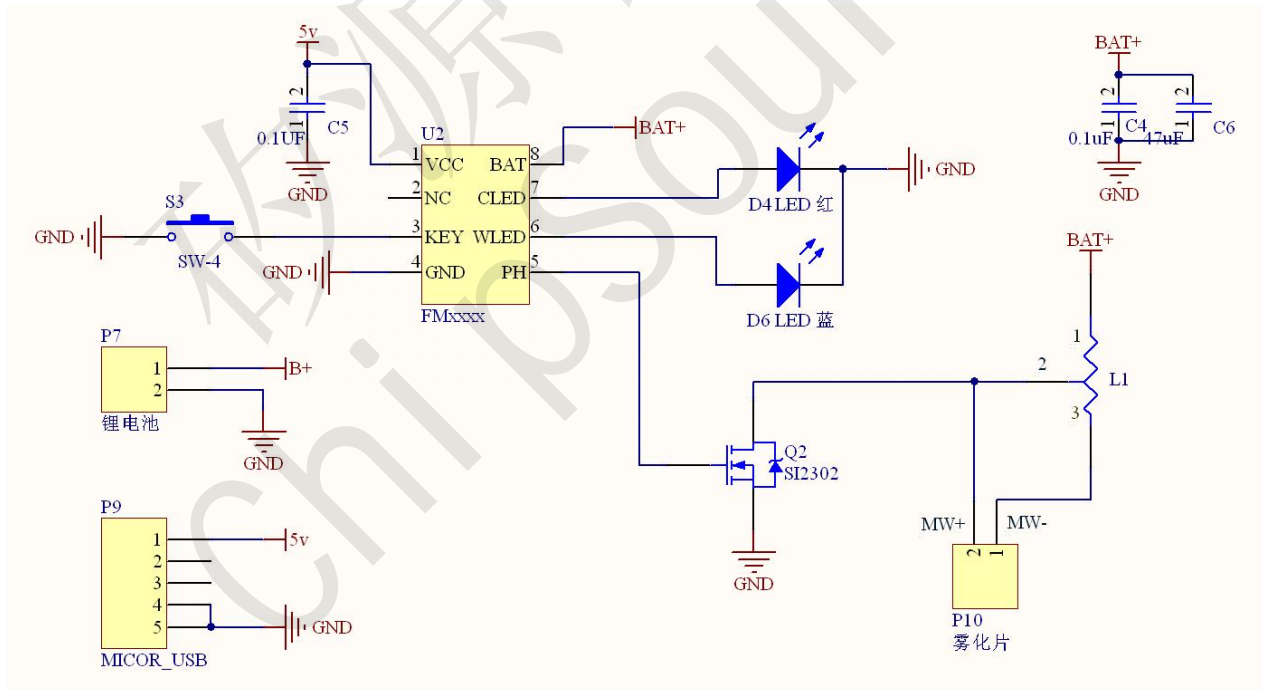 5v
2
1
0.1UF
C5
GND
BAT+
2
1
0.1uF
C4
47uF
C6
GND
U2
1
VCC
BAT
8
BAT+
2
NC
CLED
7
3
KEY
WLED
6
4
GND
PH
5
FMxxxx
S3
GND
SW-4
GND
D4 LED 红
GND
D6 LED 蓝
BAT+
1
2
L1
3
P7
1
B+
2
锂电池
GND
Q2
SI2302
GND
P9
1
5v
2
3
4
5
GND
MICOR_USB
MW+
MW-
2
1
P10
雾化片
矽源
Chipsour